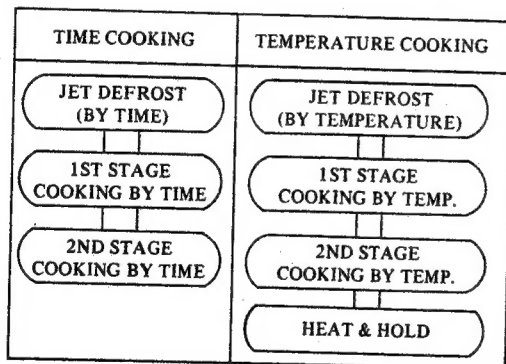 TIME COOKING
JET DEFROST
(BY TIME)
1ST STAGE
COOKING BY TIME
2ND STAGE
COOKING BY TIME
TEMPERATURE COOKING
JET DEFROST
(BY TEMPERATURE)
1ST STAGE
COOKING BY TEMP.
2ND STAGE
COOKING BY TEMP.
HEAT & HOLD